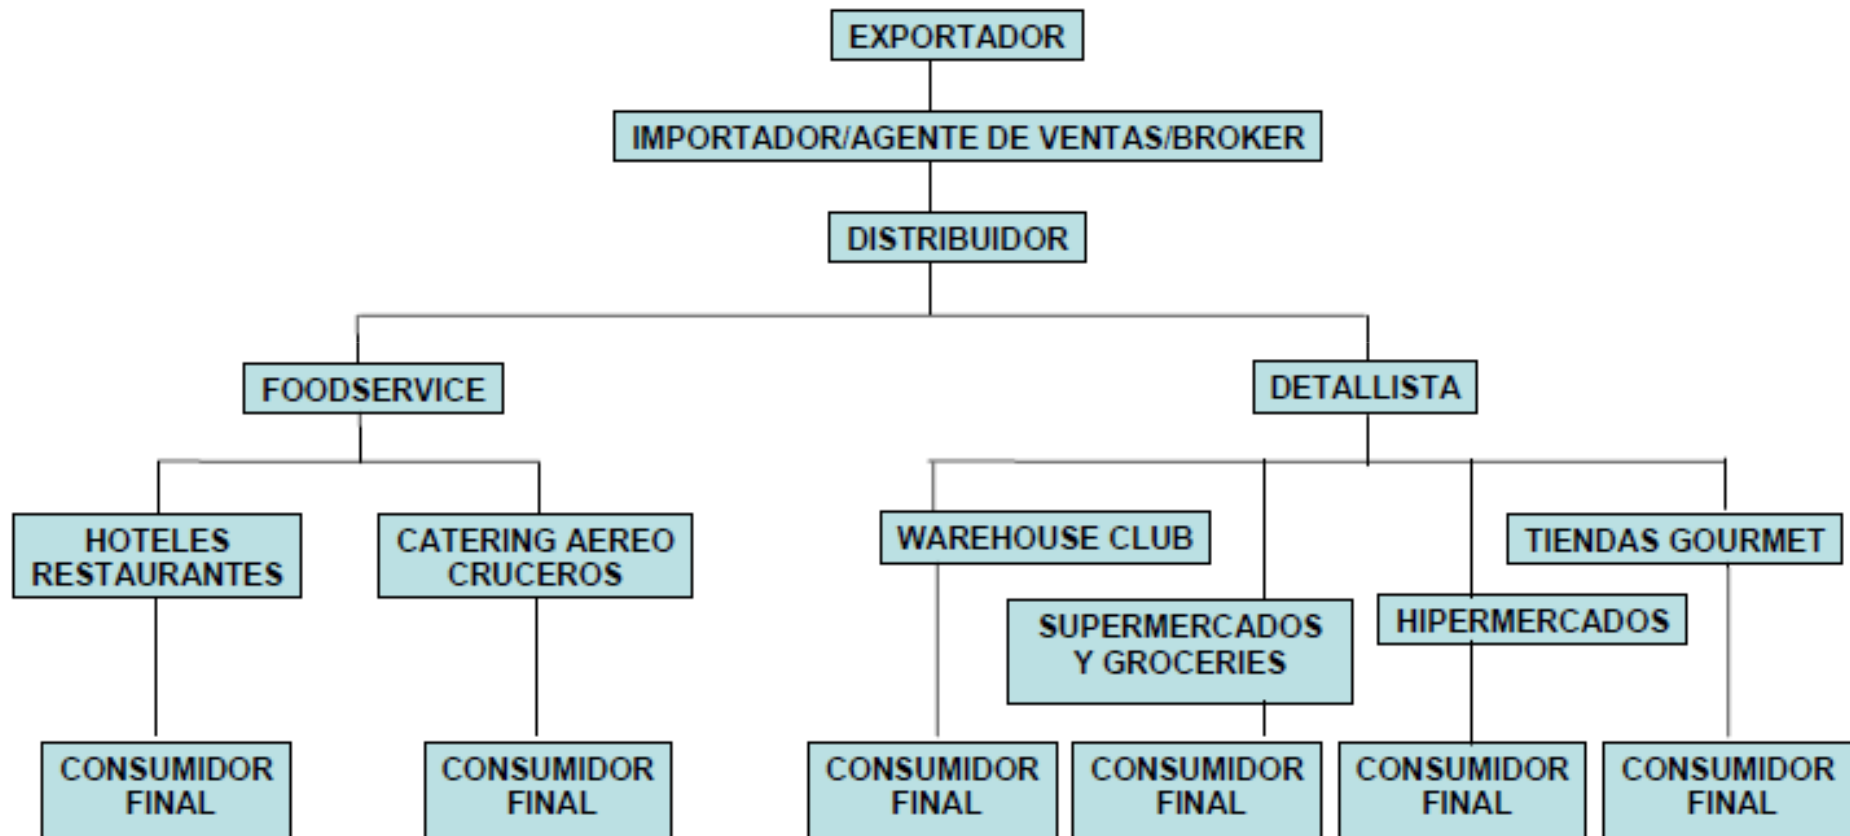 EXPORTADOR
IMPORTADOR/AGENTE DE VENTAS/BROKER
DISTRIBUIDOR
FOODSERVICE
DETALLISTA
HOTELES
RESTAURANTES
CATERING AEREO
CRUCEROS
WAREHOUSE CLUB
SUPERMERCADOS
Y GROCERIES
HIPERMERCADOS
TIENDAS GOURMET
CONSUMIDOR
FINAL
CONSUMIDOR
FINAL
CONSUMIDOR
FINAL
CONSUMIDOR
FINAL
CONSUMIDOR
FINAL
CONSUMIDOR
FINAL